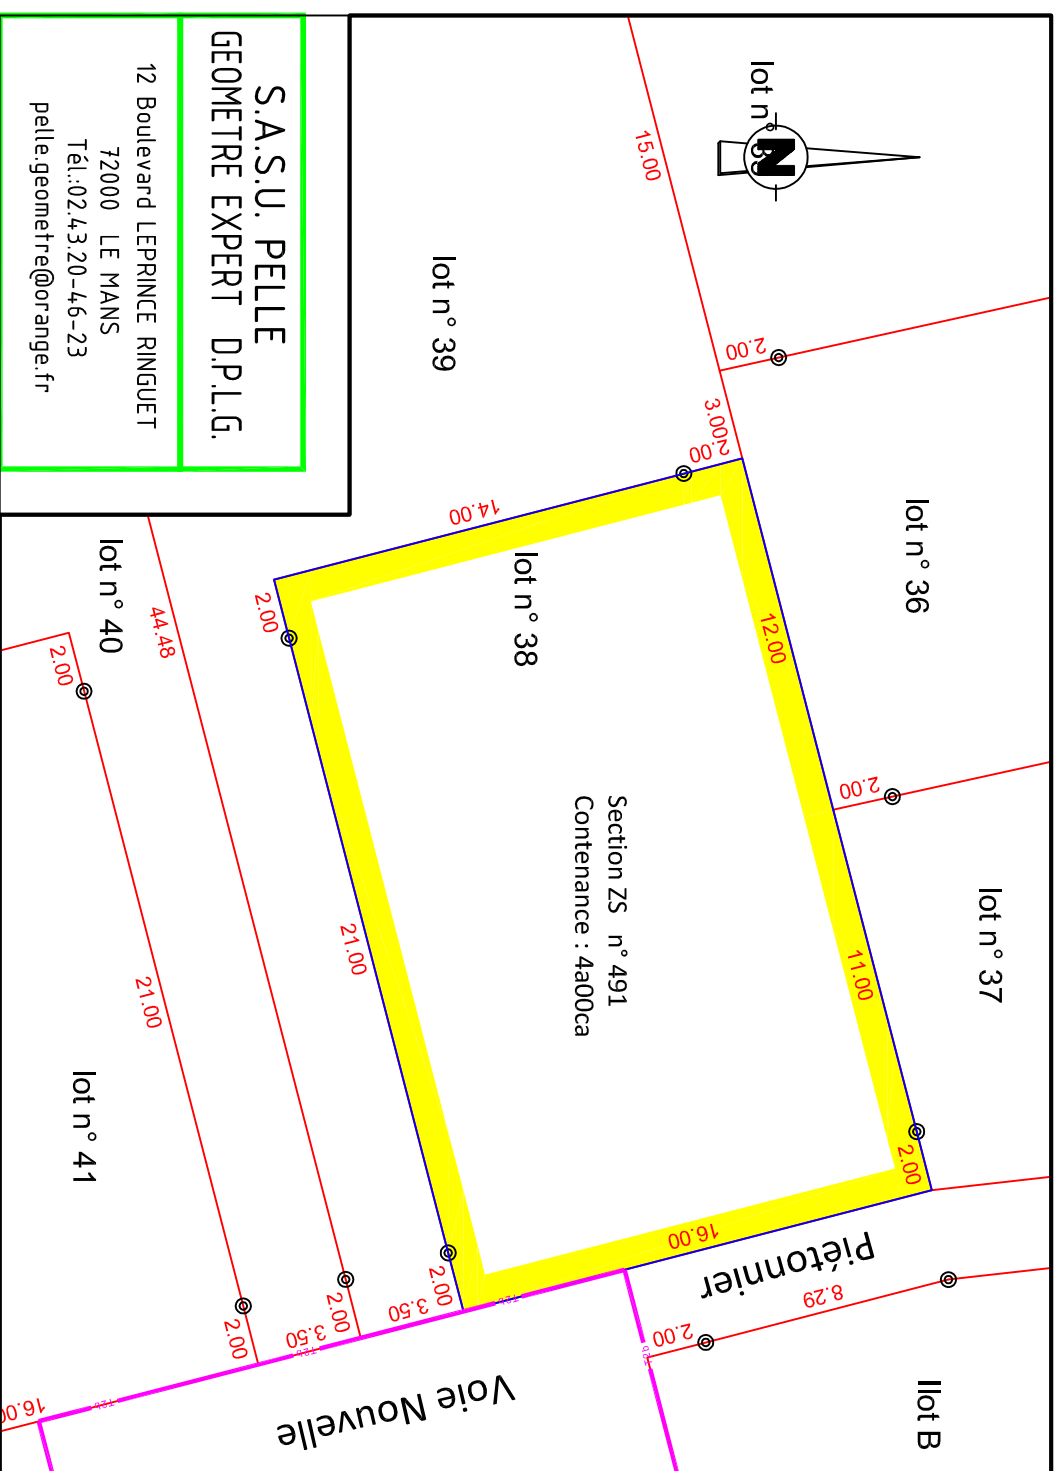 S.A.S.U. PELLE
GEOMETRE EXPERT D.P.L.G.
12 Boulevard LEPRINCE RINGUET
72000 LE MANS
Tél.:02.43.20-46-23
pelle.geometre@orange.fr
lot n°
N
15.00
lot n° 39
2.00
3.00
2.00
lot n° 36
14.00
lot n° 38
12.00
2.00
lot n° 37
11.00
2.00
Section ZS n° 491
Contenance : 4a00ca
2.00
21.00
2.00
16.00
Piétonnier
8.29
2.00
Ilot B
lot n° 40
44.48
2.00
3.50
2.00
21.00
2.00
3.50
lot n° 41
Voie Nouvelle
16.00